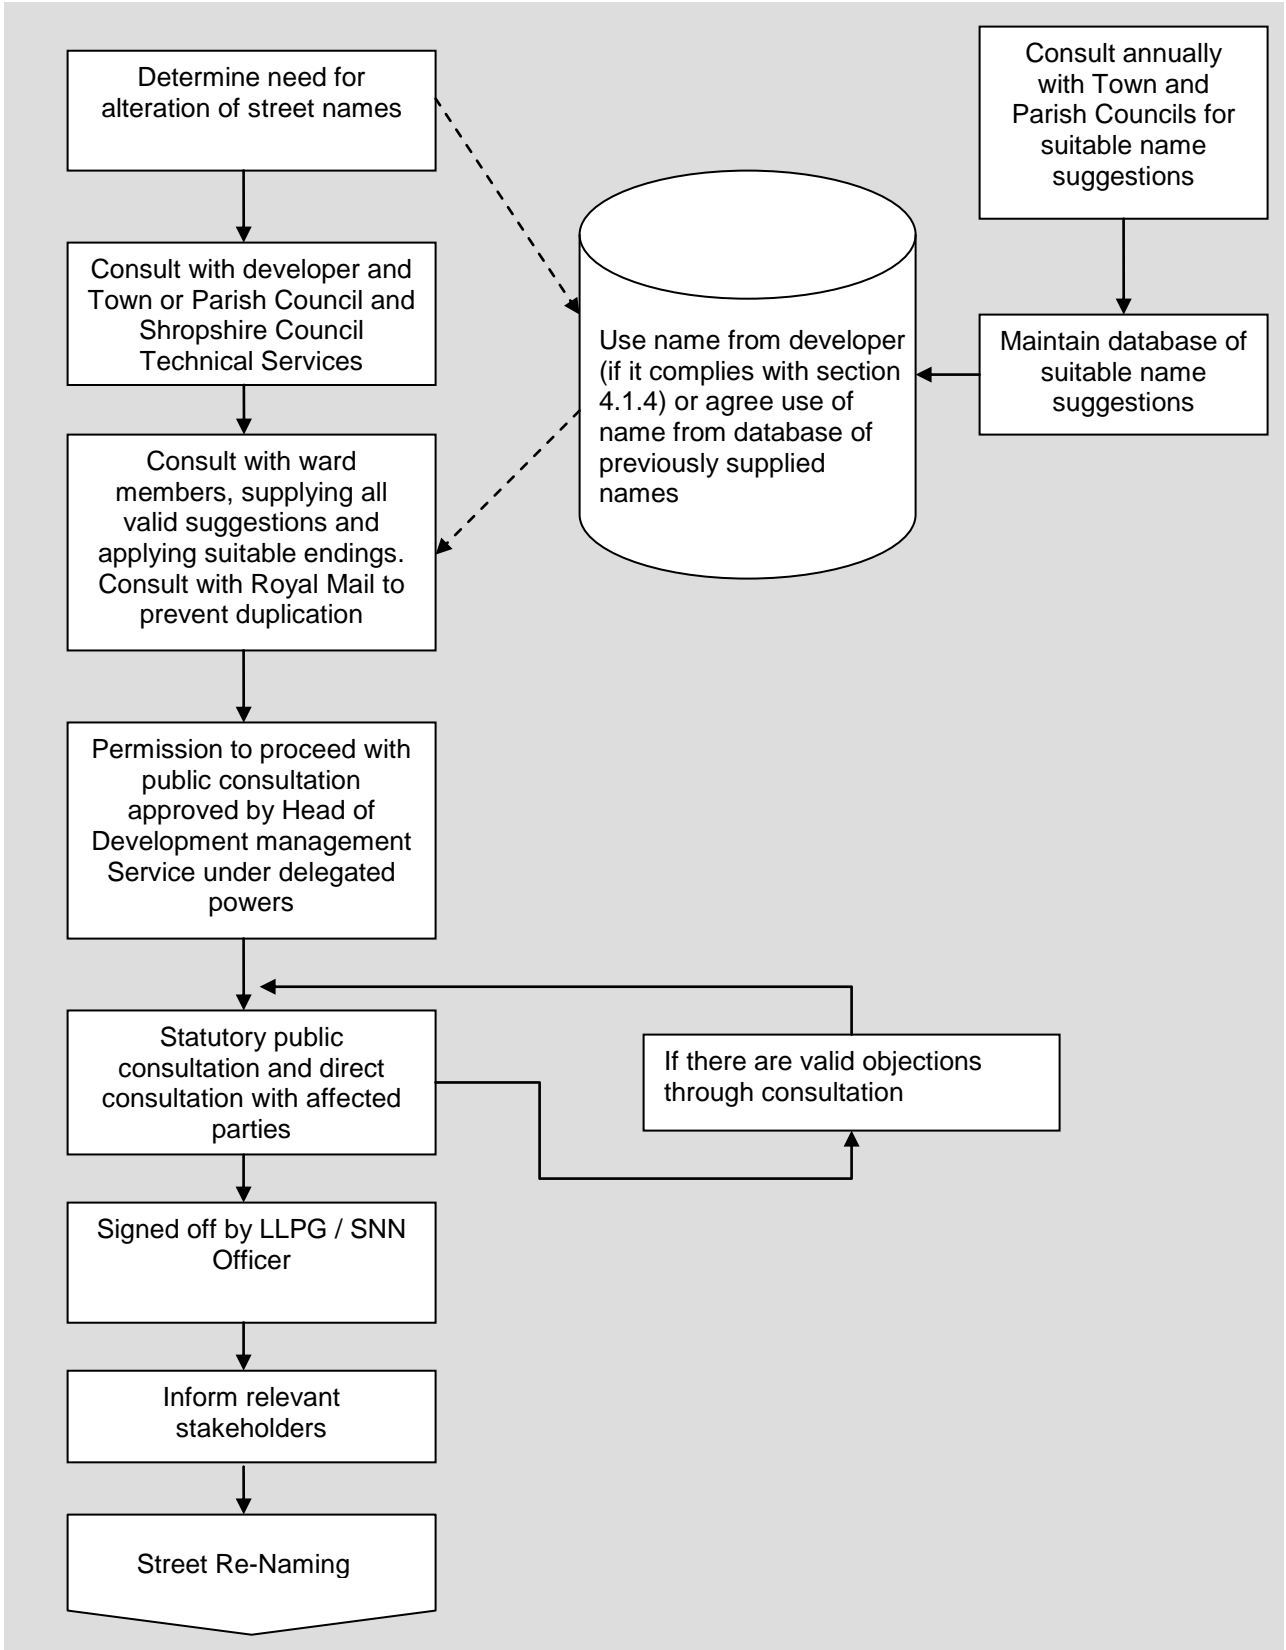 Determine need for
alteration of street names
Consult with developer and
Town or Parish Council and
Shropshire Council
Technical Services
Consult with ward
members, supplying all
valid suggestions and
applying suitable endings.
Consult with Royal Mail to
prevent duplication
Permission to proceed with
public consultation
approved by Head of
Development management
Service under delegated
powers
Statutory public
consultation and direct
consultation with affected
parties
Signed off by LLPG / SNN
Officer
Inform relevant
stakeholders
Street Re-Naming
Use name from developer
(if it complies with section
4.1.4) or agree use of
name from database of
previously supplied
names
Consult annually
with Town and
Parish Councils for
suitable name
suggestions
Maintain database of
suitable name
suggestions
If there are valid objections
through consultation